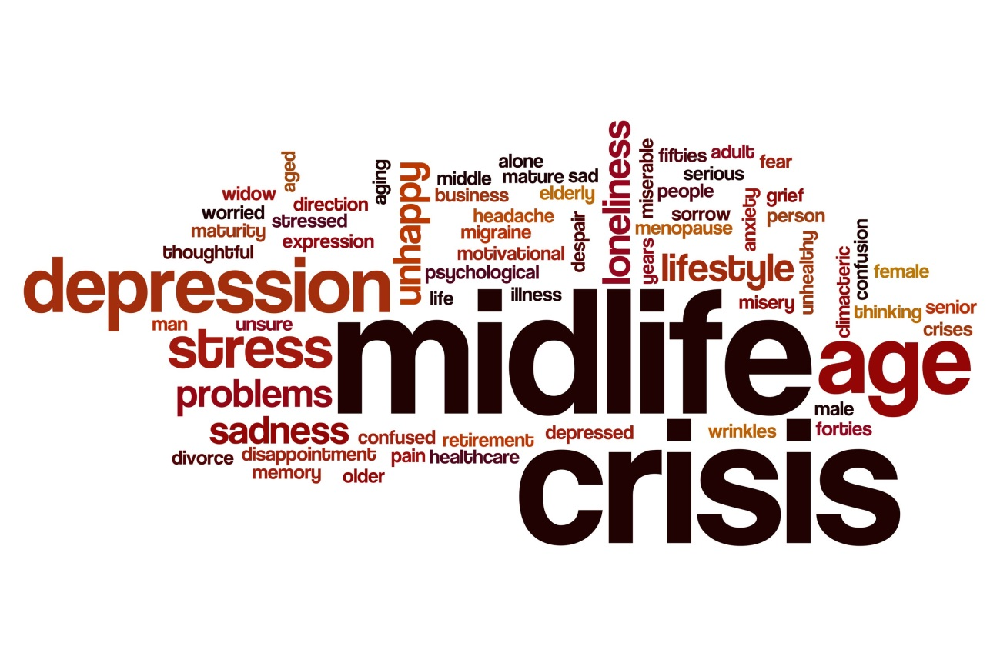 aged
widow
worried
direction
maturity
stressed
expression
thoughtful
aging
unhappy
middle
alone
mature sad
business
elderly
headache
migraine
motivational
despair
psychological
life
illness
loneliness
miserable
years
fifties
adult
fear
serious
people
grief
sorrow
anxiety
person
menopause
lifestyle
misery
unhealthy
climacteric
confusion
female
thinking
senior
crises
depression
man
unsure
stress
midlife
age
problems
male
sadness
confused
retirement
depressed
wrinkles
forties
divorce
disappointment
pain
healthcare
memory
older
crisis